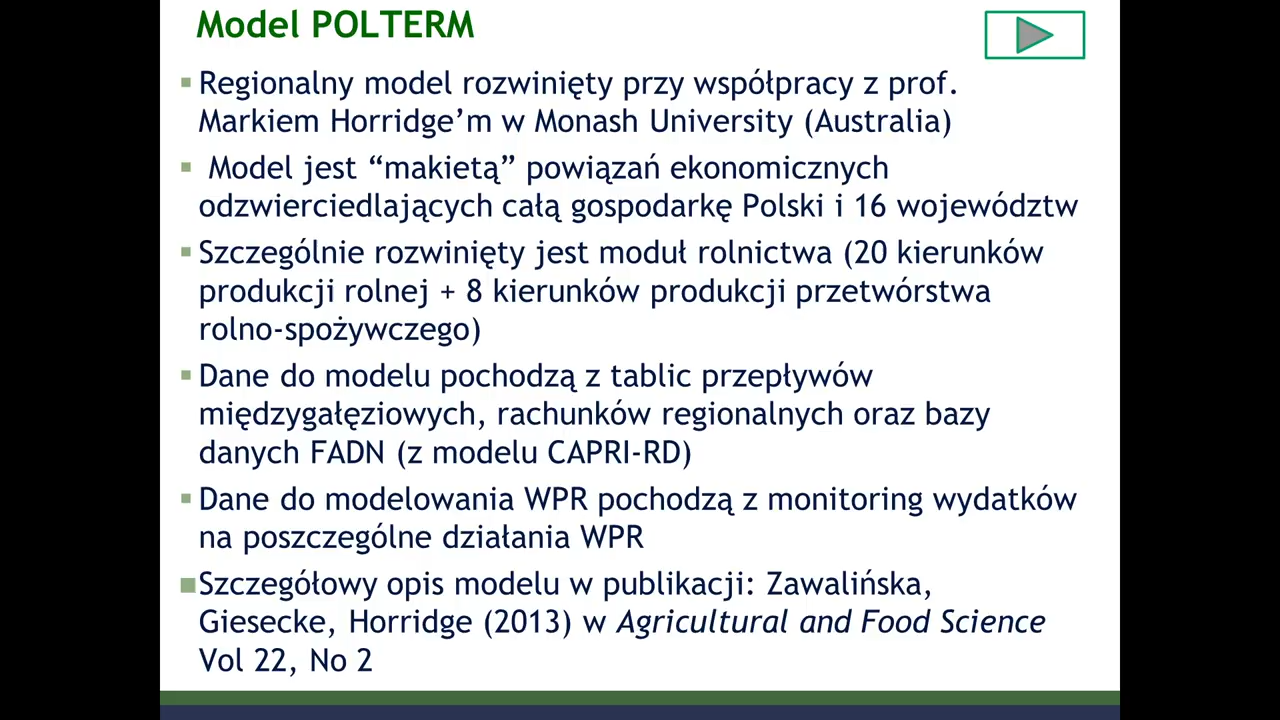 Model POLTERM
Regionalny model rozwinięty przy współpracy z prof.
Markiem Horridge’m w Monash University (Australia)
Model jest “makietą” powiązań ekonomicznych
odzwierciedlających całą gospodarkę Polski i 16 województw
Szczególnie rozwinięty jest moduł rolnictwa (20 kierunków
produkcji rolnej + 8 kierunków produkcji przetwórstwa
rolno-spożywczego)
Dane do modelu pochodzą z tablic przepływów
międzygałęziowych, rachunków regionalnych oraz bazy
danych FADN (z modelu CAPRI-RD)
Dane do modelowania WPR pochodzą z monitoring wydatków
na poszczególne działania WPR
Szczegółowy opis modelu w publikacji: Zawalińska,
Giesecke, Horridge (2013) w Agricultural and Food Science
Vol 22, No 2